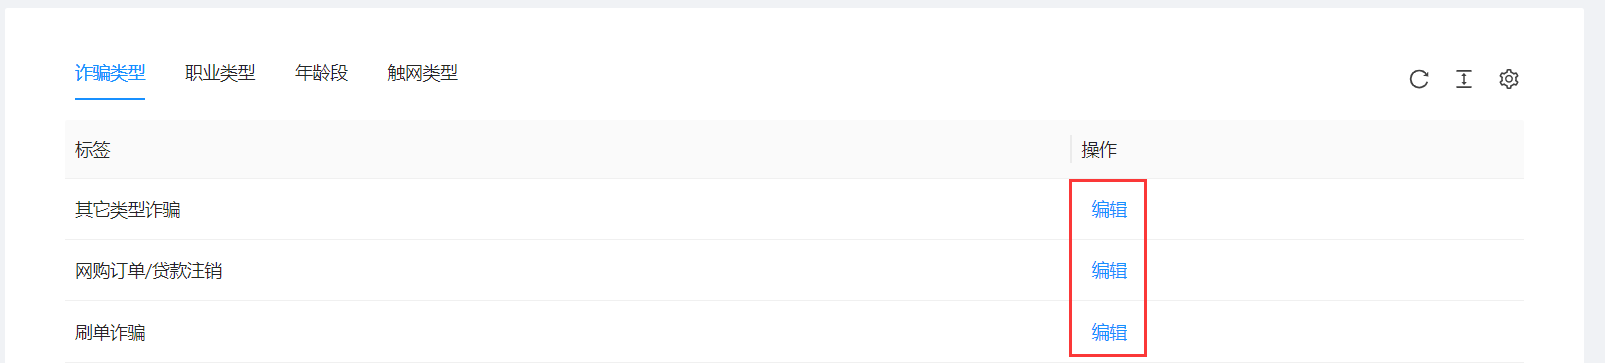 诈骗类型 职业类型 年龄段 触网类型
标签 操作
其它类型诈骗 编辑
网购订单/贷款注销 编辑
刷单诈骗 编辑